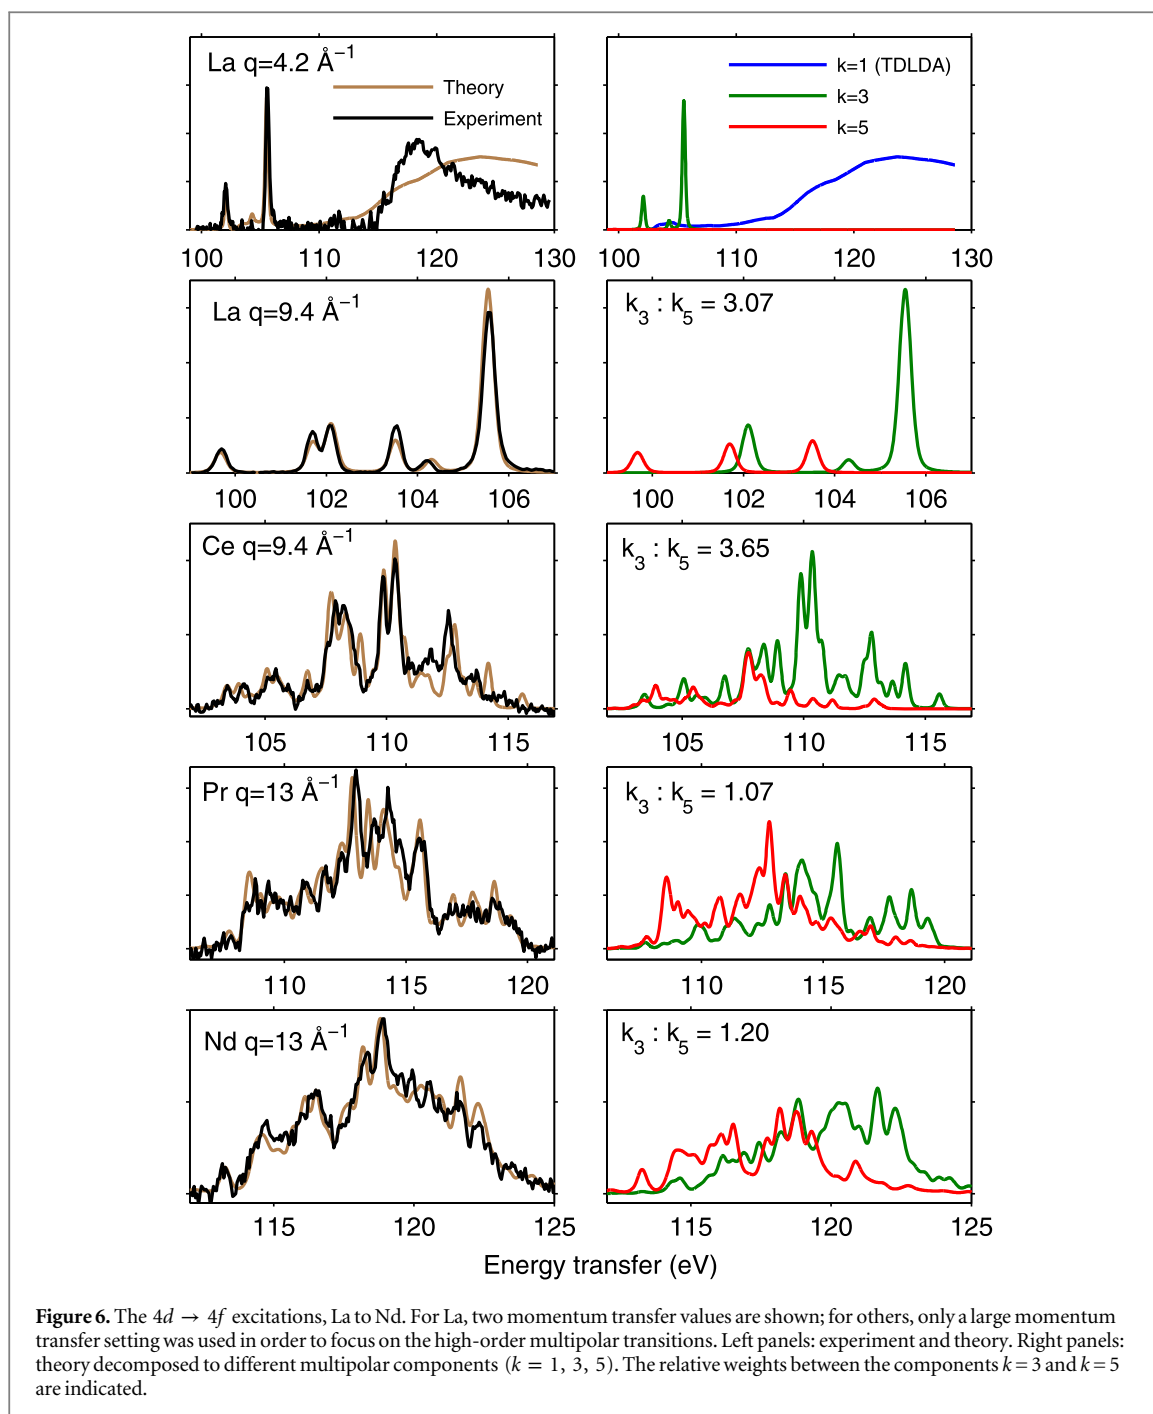 La q=4.2 Å⁻¹
Theory
Experiment
100 110 120 130
k=1 (TDLDA)
k=3
k=5
100 110 120 130
La q=9.4 Å⁻¹
100 102 104 106
k₃ : k₅ = 3.07
100 102 104 106
Ce q=9.4 Å⁻¹
105 110 115
k₃ : k₅ = 3.65
105 110 115
Pr q=13 Å⁻¹
110 115 120
k₃ : k₅ = 1.07
110 115 120
Nd q=13 Å⁻¹
115 120 125
k₃ : k₅ = 1.20
115 120 125
Energy transfer (eV)
Figure 6. The 4d → 4f excitations, La to Nd. For La, two momentum transfer values are shown; for others, only a large momentum
transfer setting was used in order to focus on the high-order multipolar transitions. Left panels: experiment and theory. Right panels:
theory decomposed to different multipolar components (k = 1, 3, 5). The relative weights between the components k = 3 and k = 5
are indicated.